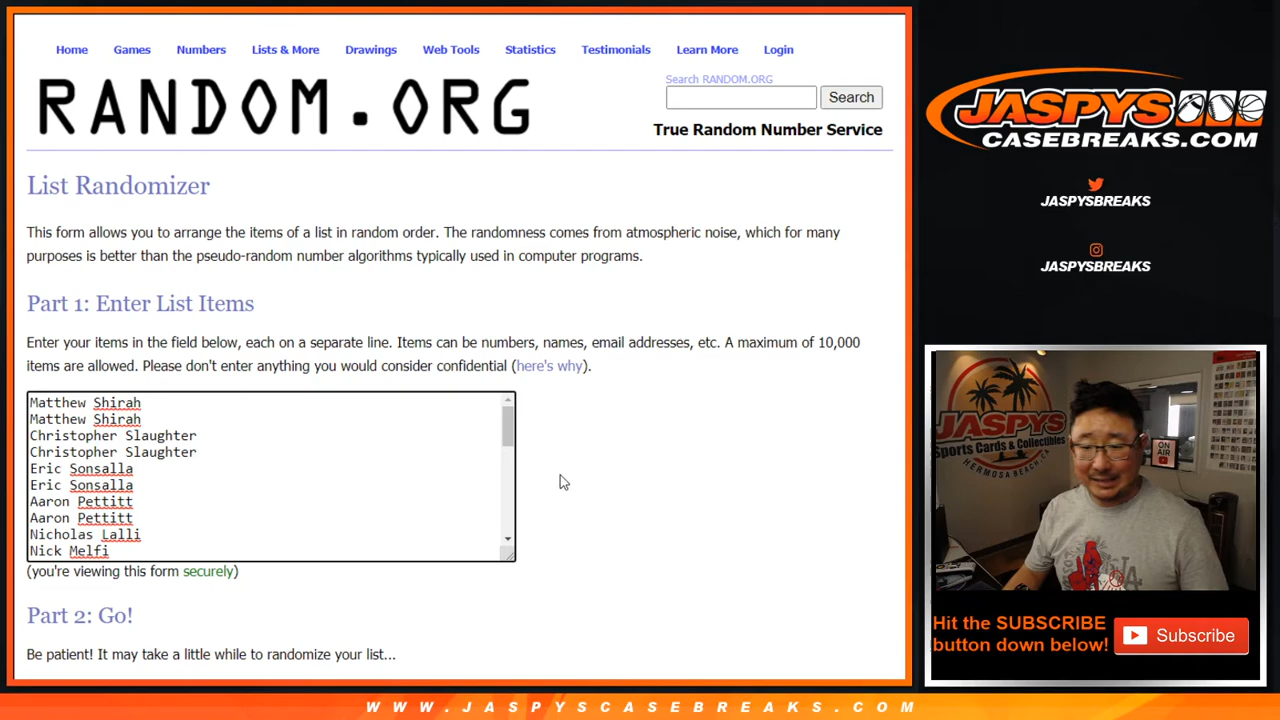 Home Games Numbers Lists & More Drawings Web Tools Statistics Testimonials Learn More Login
RANDOM.ORG
Search RANDOM.ORG
Search
True Random Number Service
List Randomizer
This form allows you to arrange the items of a list in random order. The randomness comes from atmospheric noise, which for many
purposes is better than the pseudo-random number algorithms typically used in computer programs.
Part 1: Enter List Items
Enter your items in the field below, each on a separate line. Items can be numbers, names, email addresses, etc. A maximum of 10,000
items are allowed. Please don't enter anything you would consider confidential (here's why).
Matthew Shirah
Matthew Shirah
Christopher Slaughter
Christopher Slaughter
Eric Sonsalla
Eric Sonsalla
Aaron Pettitt
Aaron Pettitt
Nicholas Lalli
Nick Melfi
(you're viewing this form securely)
Part 2: Go!
Be patient! It may take a little while to randomize your list...
JASPYS
CASEBREAKS.COM
JASPYSBREAKS
JASPYSBREAKS
JASPYS
Sports Cards & Collectibles
HERMOSA BEACH, CA
ON AIR
Hit the SUBSCRIBE
button down below!
Subscribe
WWW.JASPYSCASEBREAKS.COM